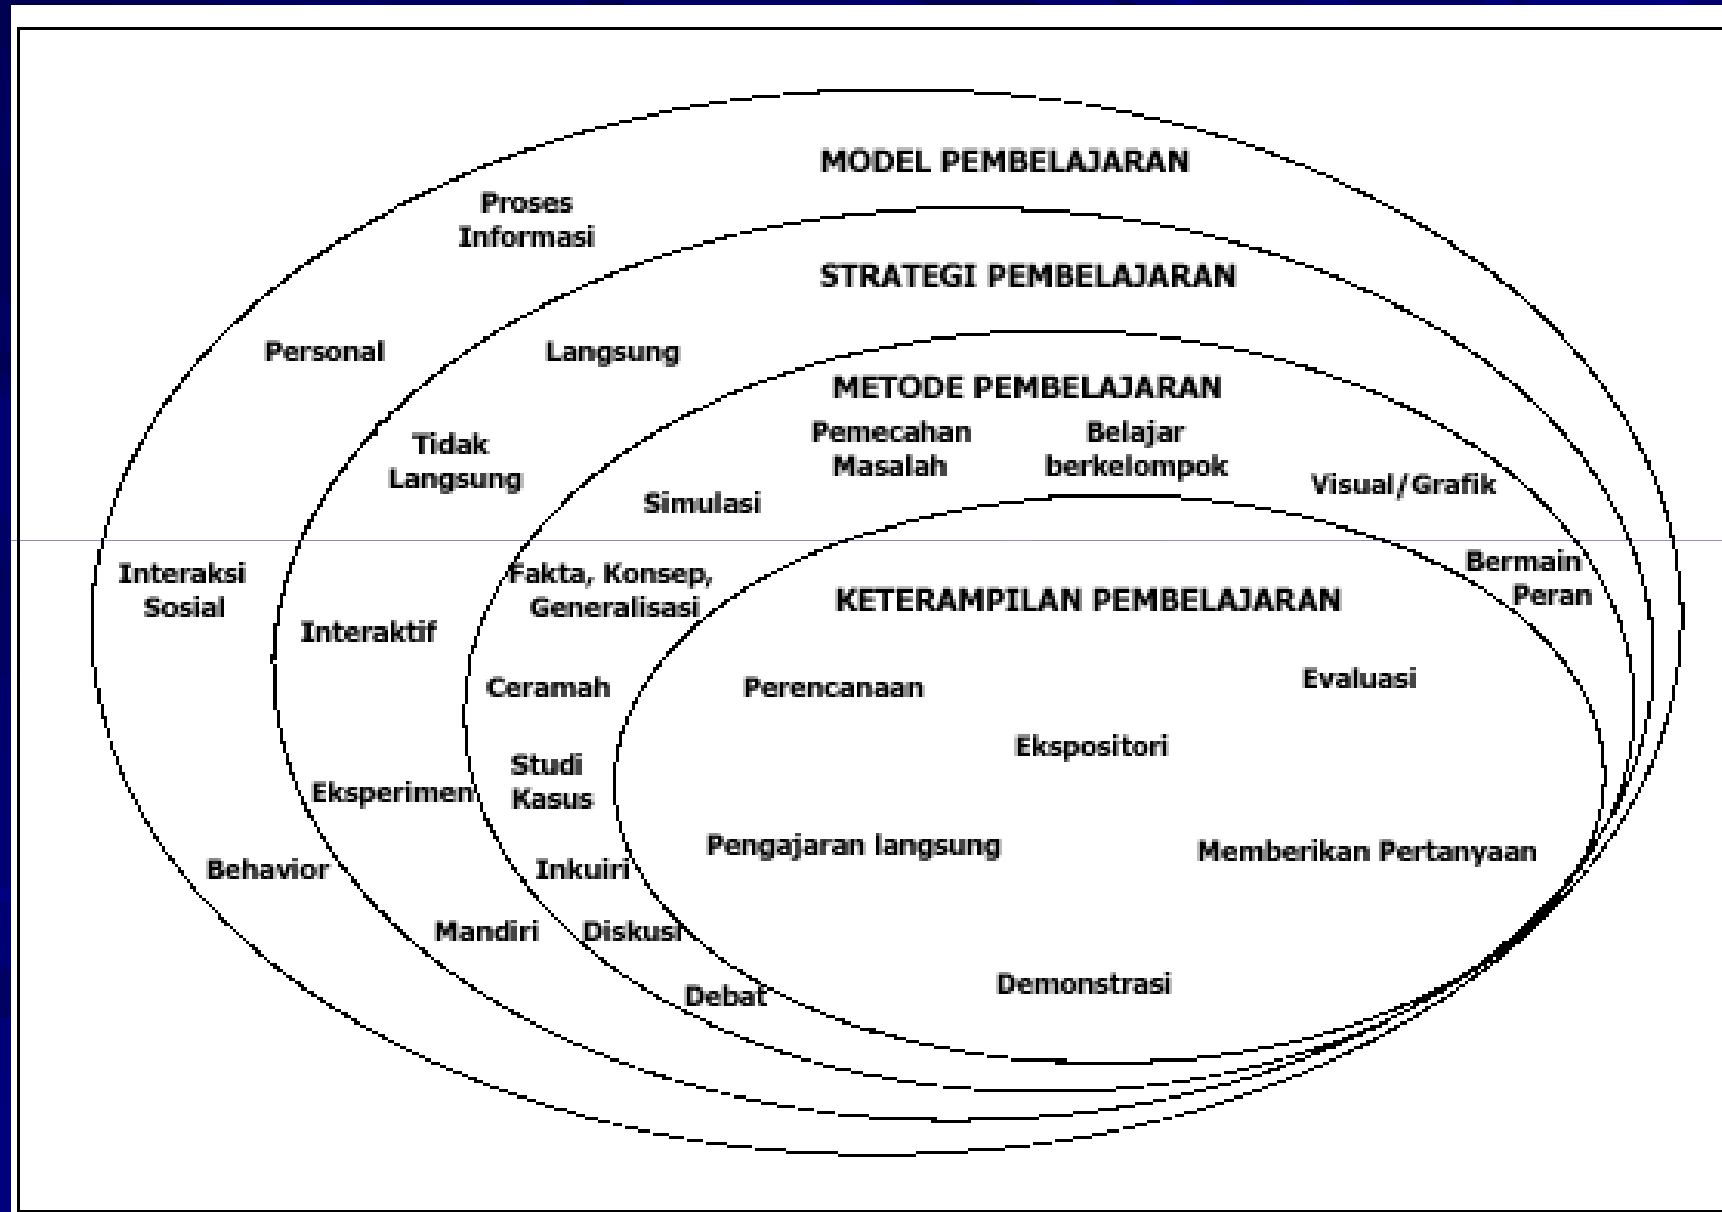 MODEL PEMBELAJARAN
Proses
Informasi
Personal
Interaksi
Sosial
Behavior
STRATEGI PEMBELAJARAN
Langsung
Tidak
Langsung
Interaktif
Eksperimen
Mandiri
METODE PEMBELAJARAN
Pemecahan
Masalah
Belajar
berkelompok
Visual/Grafik
Bermain
Peran
Simulasi
Fakta, Konsep,
Generalisasi
Ceramah
Studi
Kasus
Inkuiri
Diskusi
Debat
KETERAMPILAN PEMBELAJARAN
Perencanaan
Evaluasi
Ekspositori
Pengajaran langsung
Memberikan Pertanyaan
Demonstrasi